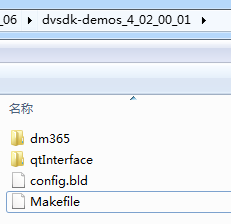 _06 ▸ dvsdk-demos_4_02_00_01 ▸
名称
dm365
qtInterface
config.bld
Makefile